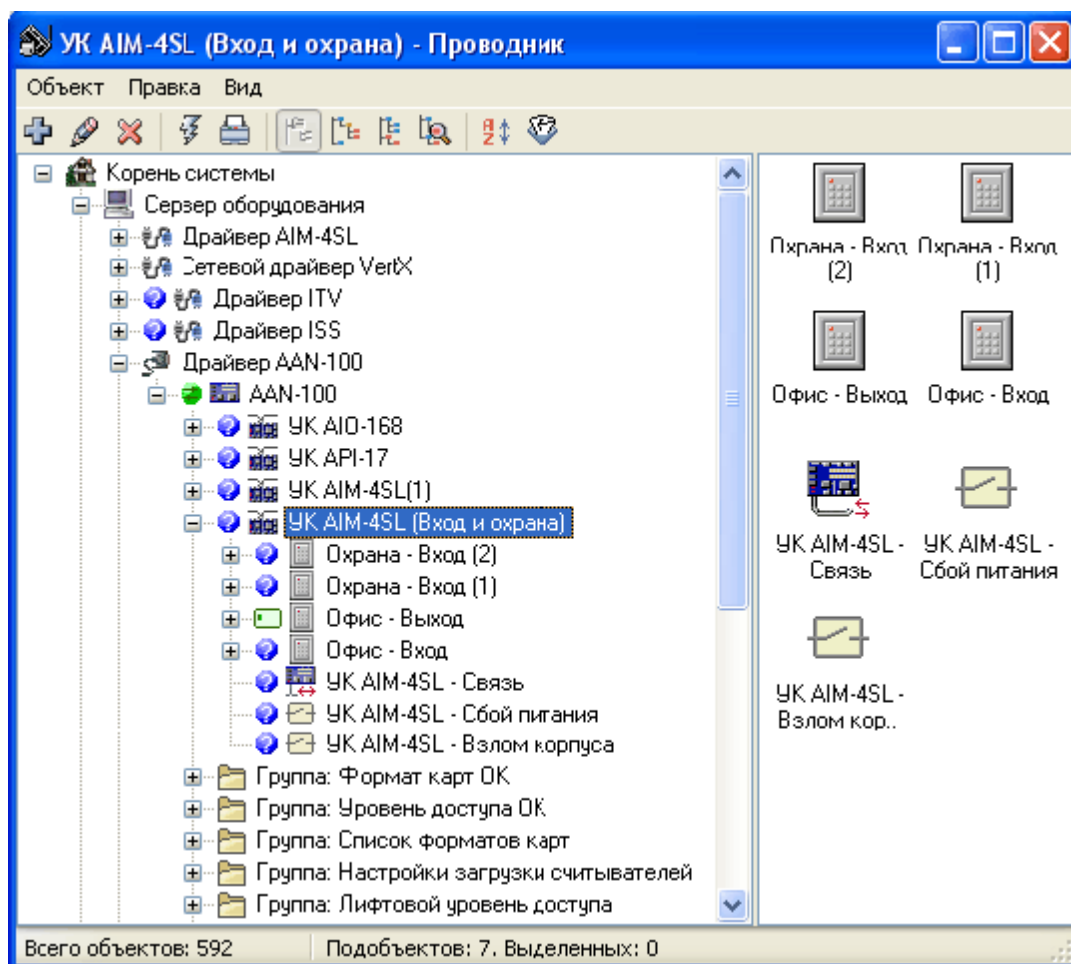 УК AIM-4SL (Вход и охрана) - Проводник
Объект Правка Вид
Корень системы
Сервер оборудования
Драйвер AIM-4SL
Сетевой драйвер VertX
Драйвер ITV
Драйвер ISS
Драйвер AAN-100
AAN-100
УК AIO-168
УК API-17
УК AIM-4SL(1)
УК AIM-4SL (Вход и охрана)
Охрана - Вход (2)
Охрана - Вход (1)
Офис - Выход
Офис - Вход
УК AIM-4SL - Связь
УК AIM-4SL - Сбой питания
УК AIM-4SL - Взлом корпуса
Группа: Формат карт ОК
Группа: Уровень доступа ОК
Группа: Список форматов карт
Группа: Настройки загрузки считывателей
Группа: Лифтовой уровень доступа
Охрана - Вход (2)
Охрана - Вход (1)
Офис - Выход
Офис - Вход
УК AIM-4SL -
Связь
УК AIM-4SL -
Сбой питания
УК AIM-4SL -
Взлом кор..
Всего объектов: 592
Подобъектов: 7. Выделенных: 0